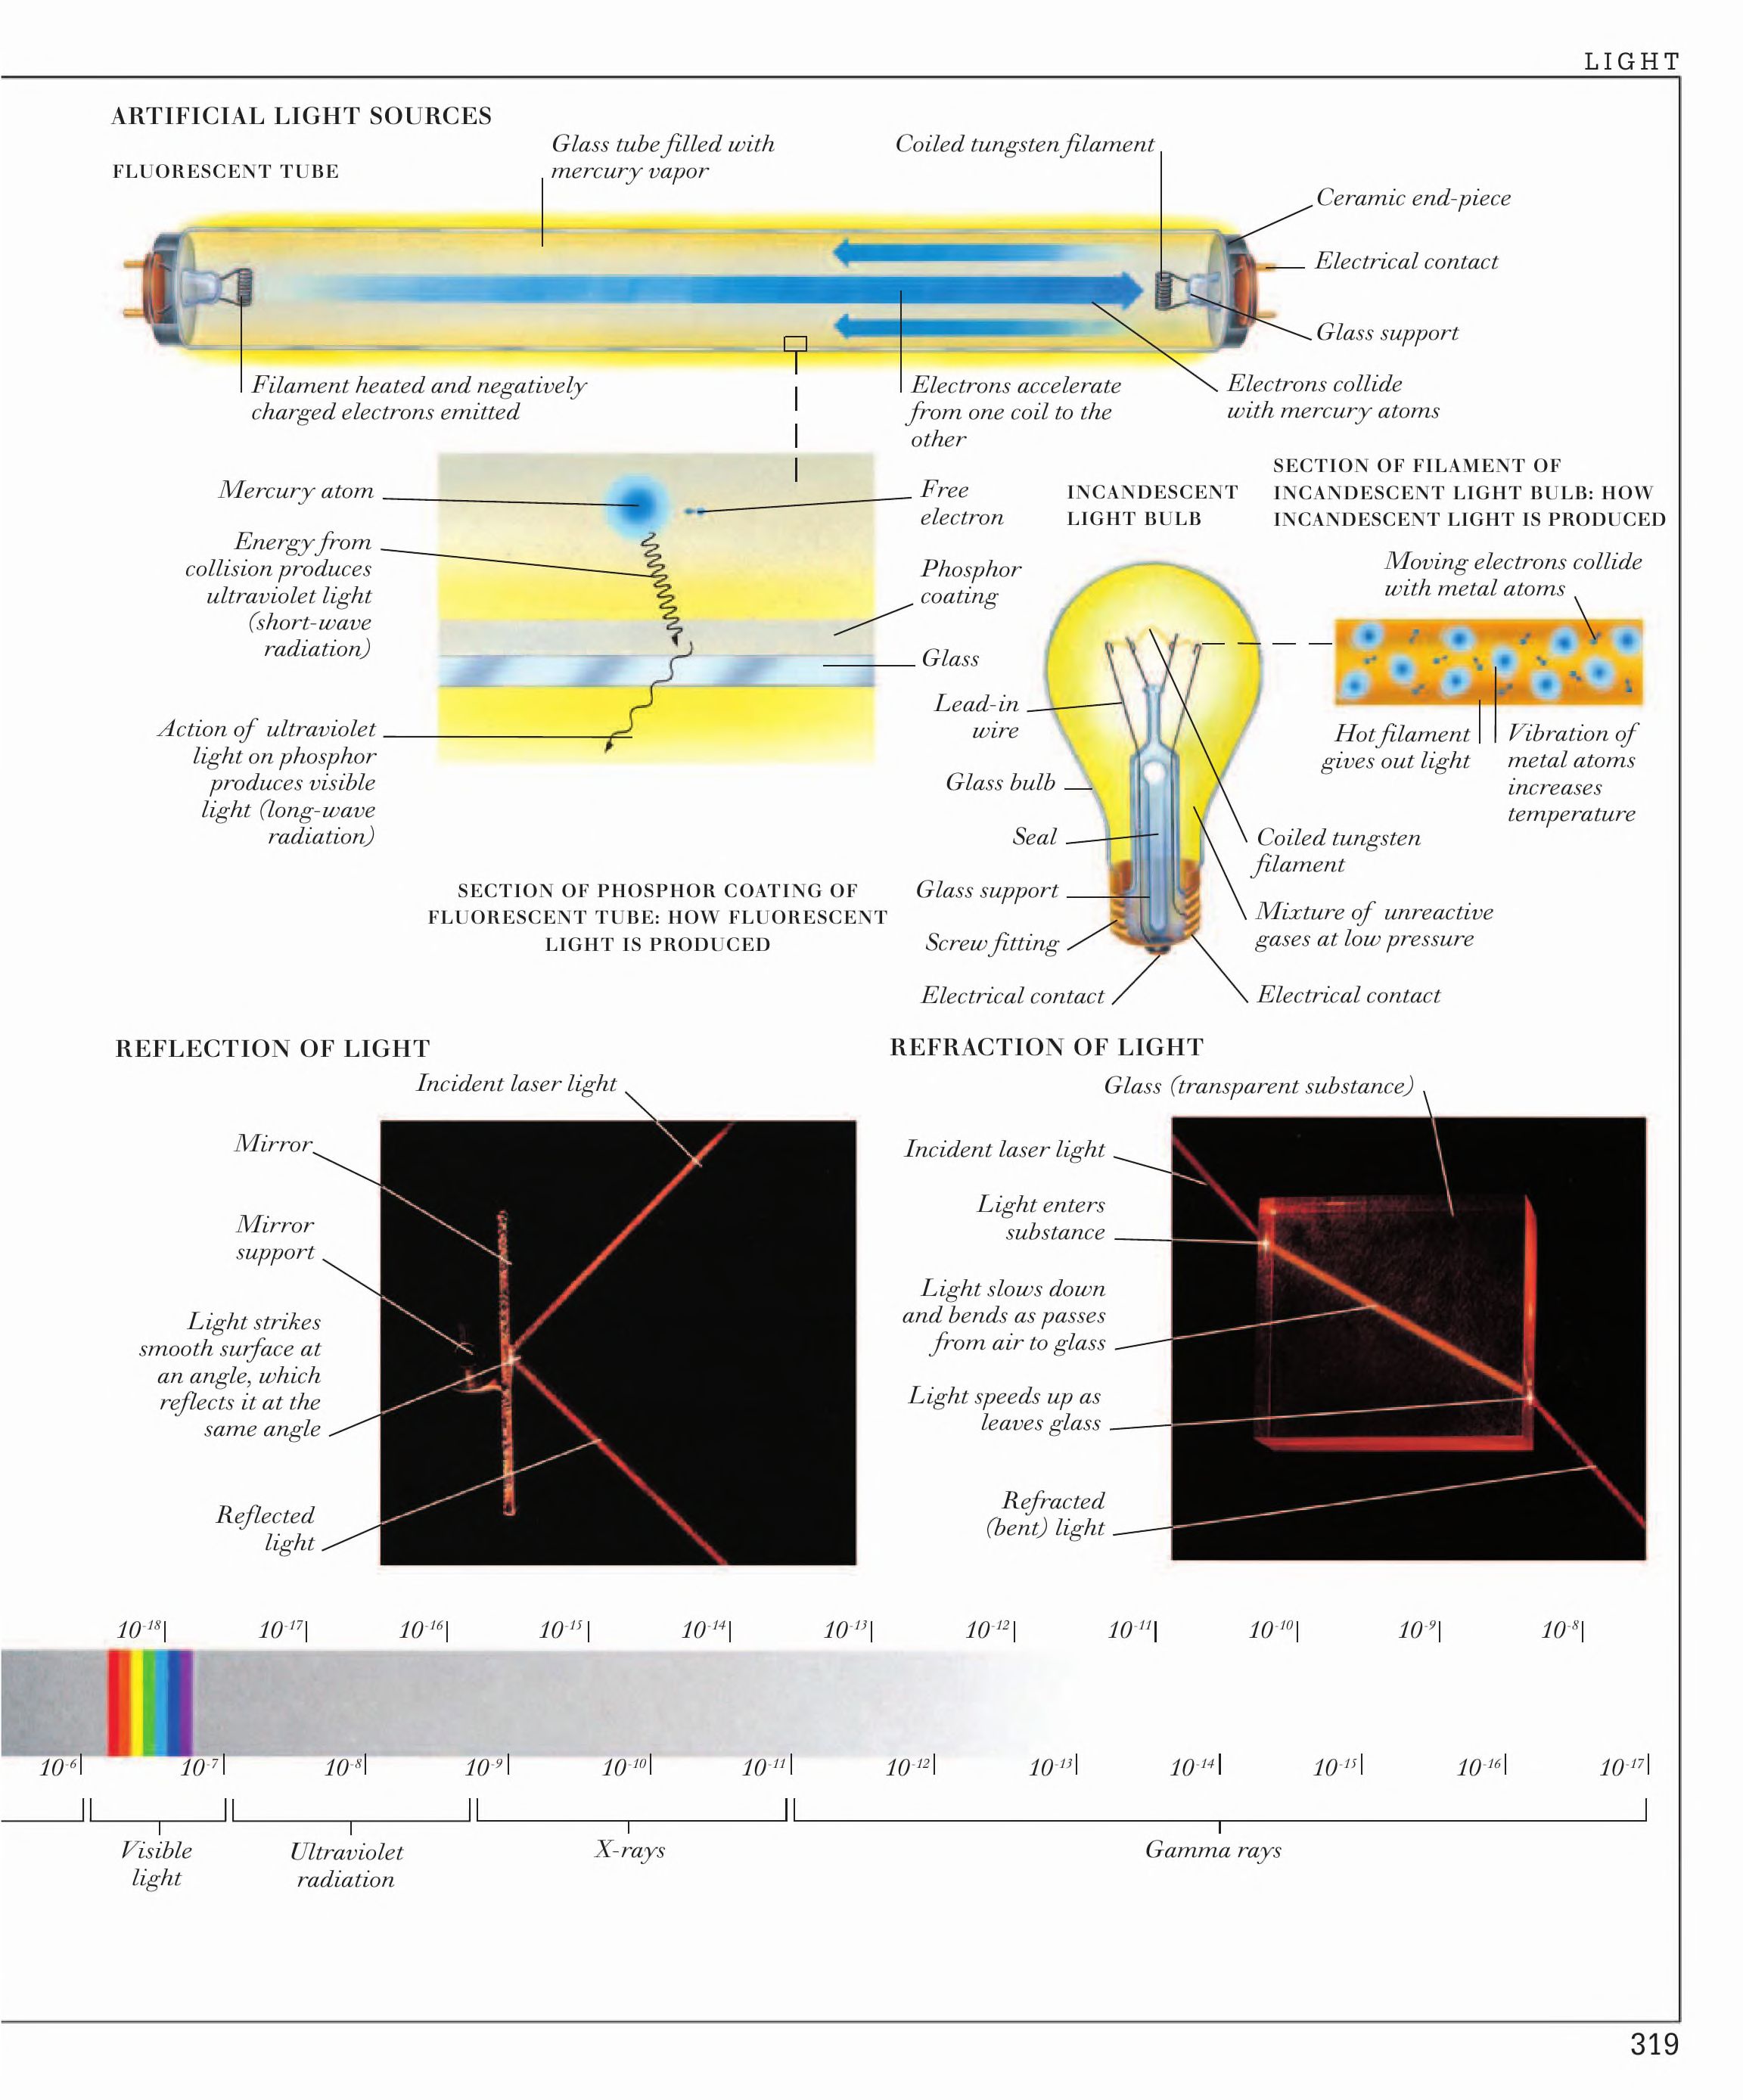 LIGHT
ARTIFICIAL LIGHT SOURCES
FLUORESCENT TUBE
Glass tube filled with
mercury vapor
Coiled tungsten filament
Ceramic end-piece
Electrical contact
Glass support
Filament heated and negatively
charged electrons emitted
Electrons accelerate
from one coil to the
other
Electrons collide
with mercury atoms
Mercury atom
Energy from
collision produces
ultraviolet light
(short-wave
radiation)
Action of ultraviolet
light on phosphor
produces visible
light (long-wave
radiation)
Free
electron
Phosphor
coating
Glass
SECTION OF PHOSPHOR COATING OF
FLUORESCENT TUBE: HOW FLUORESCENT
LIGHT IS PRODUCED
INCANDESCENT
LIGHT BULB
Lead-in
wire
Glass bulb
Seal
Glass support
Screw fitting
Electrical contact
Coiled tungsten
filament
Mixture of unreactive
gases at low pressure
Electrical contact
SECTION OF FILAMENT OF
INCANDESCENT LIGHT BULB: HOW
INCANDESCENT LIGHT IS PRODUCED
Moving electrons collide
with metal atoms
Hot filament
gives out light
Vibration of
metal atoms
increases
temperature
REFLECTION OF LIGHT
Incident laser light
Mirror
Mirror
support
Light strikes
smooth surface at
an angle, which
reflects it at the
same angle
Reflected
light
REFRACTION OF LIGHT
Glass (transparent substance)
Incident laser light
Light enters
substance
Light slows down
and bends as passes
from air to glass
Light speeds up as
leaves glass
Refracted
(bent) light
10-18 10-17 10-16 10-15 10-14 10-13 10-12 10-11 10-10 10-9 10-8
10-6 10-7 10-8 10-9 10-10 10-11 10-12 10-13 10-14 10-15 10-16 10-17
Visible
light
Ultraviolet
radiation
X-rays
Gamma rays
319